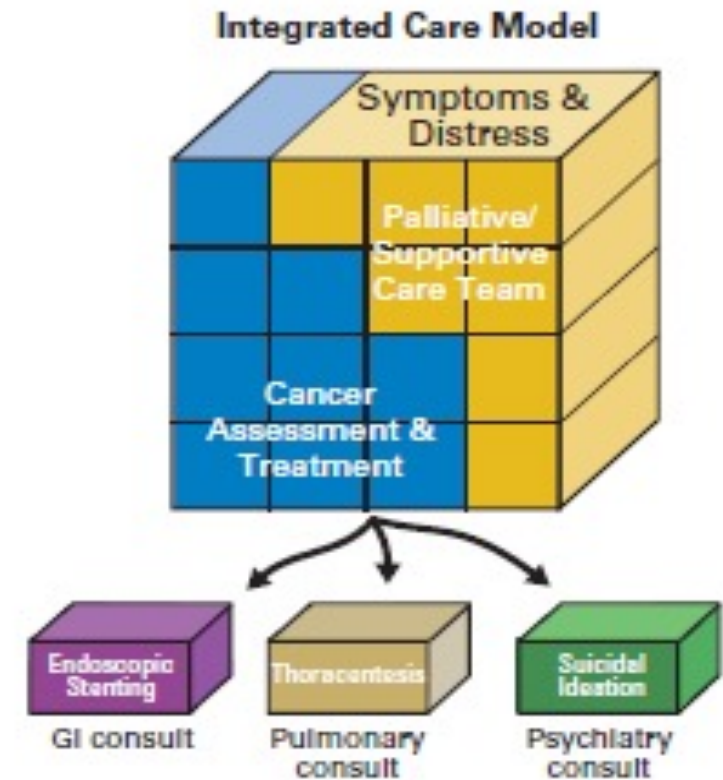 Integrated Care Model
Symptoms &
Distress
Palliative/
Supportive
Care Team
Cancer
Assessment &
Treatment
Endoscopic
Stenting
GI consult
Thoracentesis
Pulmonary
consult
Suicidal
Ideation
Psychiatry
consult